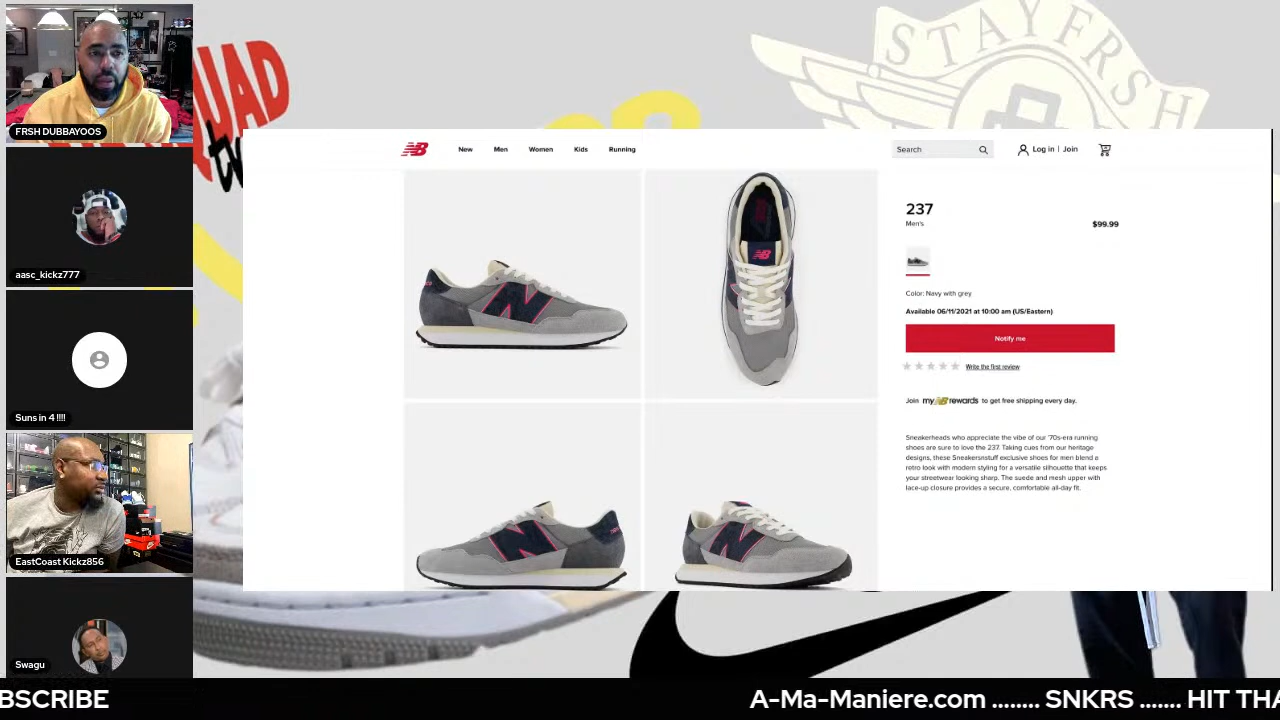 QUAD
STAYFRSH
FRSH DUBBAYOOS
aasc_kickz777
Suns in 4 !!!!
EastCoast Kickz856
Swagu
NB
New Men Women Kids Running
Search
Log in | Join
237
Men's
$99.99
Color: Navy with grey
Available 06/11/2021 at 10:00 am (US/Eastern)
Notify me
Write the first review
Join myNBrewards to get free shipping every day.
Sneakerheads who appreciate the vibe of our '70s-era running
shoes are sure to love the 237. Taking cues from our heritage
designs, these Sneakersnstuff exclusive shoes for men blend a
retro look with modern styling for a versatile silhouette that keeps
your streetwear looking sharp. The suede and mesh upper with
lace-up closure provides a secure, comfortable all-day fit.
BSCRIBE
A-Ma-Maniere.com ........ SNKRS ....... HIT THA